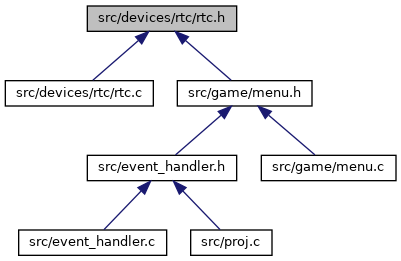 src/devices/rtc/rtc.h
src/devices/rtc/rtc.c
src/game/menu.h
src/event_handler.h
src/game/menu.c
src/event_handler.c
src/proj.c